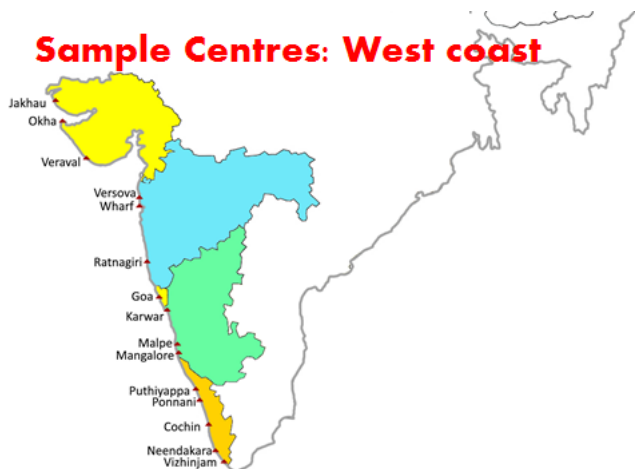 Sample Centres: West coast
Jakhau
Okha
Veraval
Versova
Wharf
Ratnagiri
Goa
Karwar
Malpe
Mangalore
Puthiyappa
Ponnani
Cochin
Neendakara
Vizhinjam